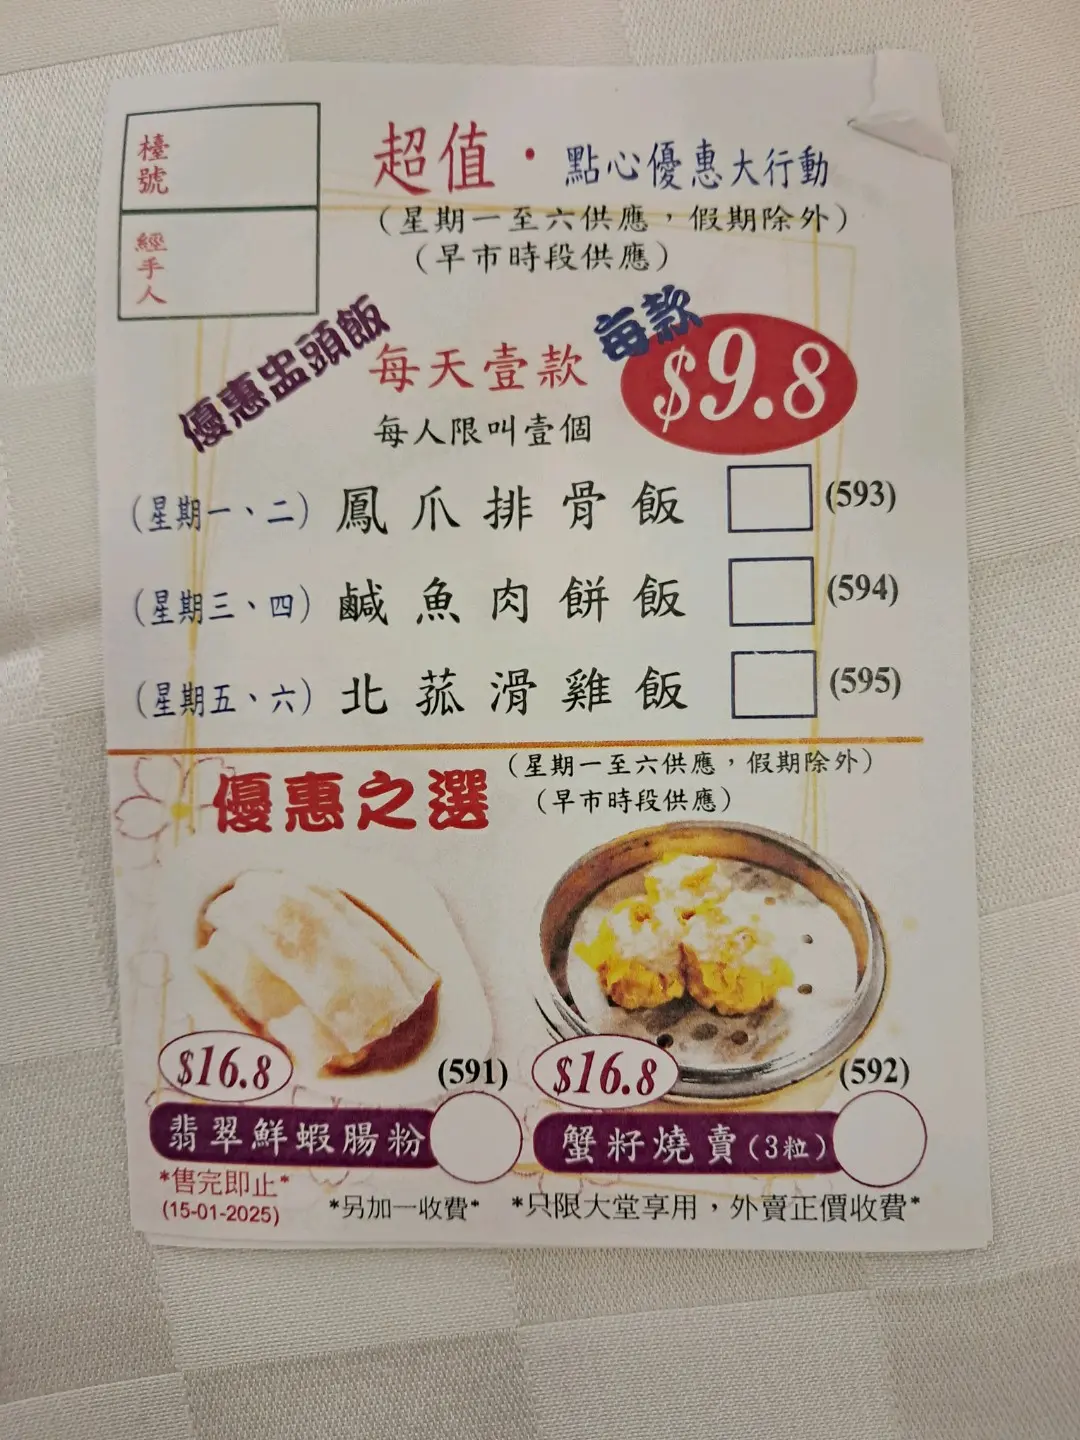 檯號
經手人
超值·點心優惠大行動
(星期一至六供應，假期除外)
(早市時段供應)
優惠盅頭飯
每天壹款
每人限叫壹個
每款
$9.8
(星期一、二) 鳳爪排骨飯 (593)
(星期三、四) 鹹魚肉餅飯 (594)
(星期五、六) 北菰滑雞飯 (595)
優惠之選
(星期一至六供應，假期除外)
(早市時段供應)
$16.8
(591)
翡翠鮮蝦腸粉
$16.8
(592)
蟹籽燒賣(3粒)
*售完即止*
(15-01-2025)
*另加一收費*
*只限大堂享用，外賣正價收費*